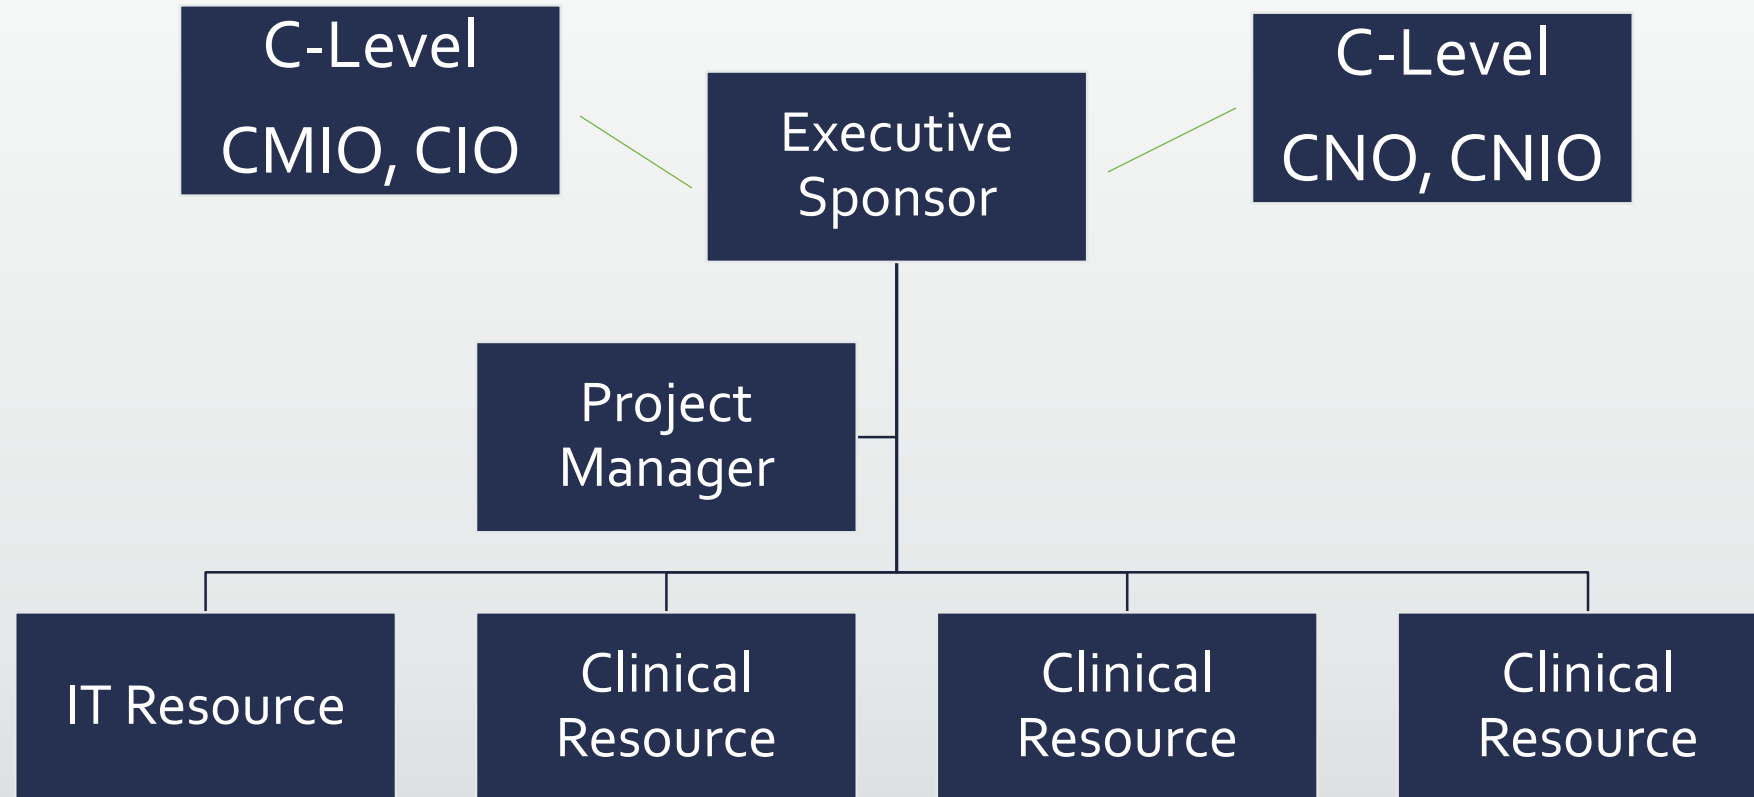 C-Level
CMIO, CIO
Executive
Sponsor
C-Level
CNO, CNIO
Project
Manager
IT Resource
Clinical
Resource
Clinical
Resource
Clinical
Resource